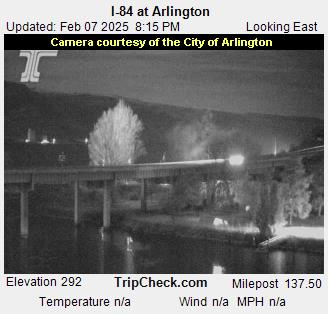 I-84 at Arlington
Updated: Feb 07 2025 8:15 PM Looking East
Camera courtesy of the City of Arlington
Elevation 292 TripCheck.com Milepost 137.50
Temperature n/a Wind n/a MPH n/a